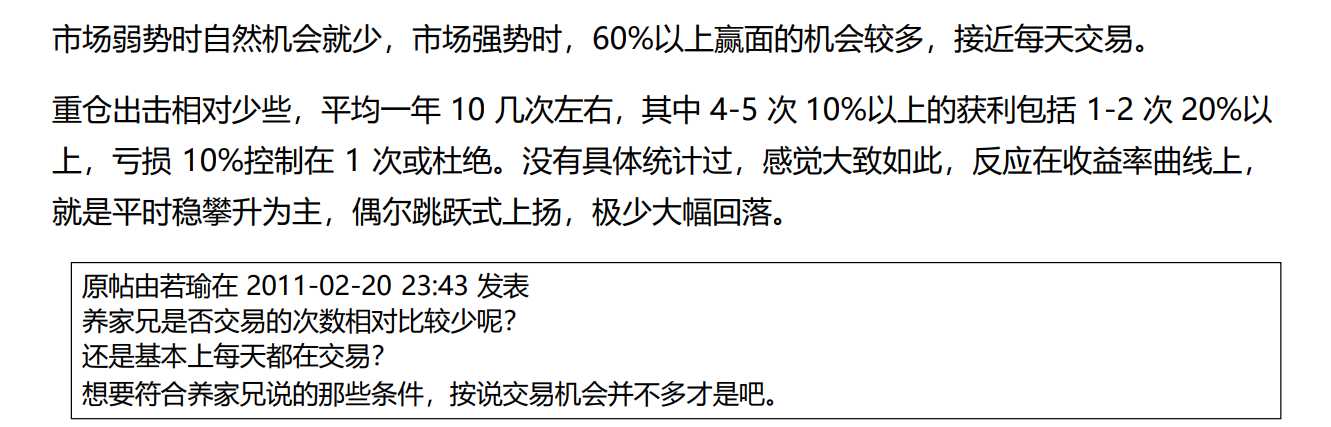 市场弱势时自然机会就少，市场强势时，60%以上赢面的机会较多，接近每天交易。
重仓出击相对少些，平均一年 10 几次左右，其中 4-5 次 10%以上的获利包括 1-2 次 20%以
上，亏损 10%控制在 1 次或杜绝。没有具体统计过，感觉大致如此，反应在收益率曲线上，
就是平时稳攀升为主，偶尔跳跃式上扬，极少大幅回落。
原帖由若瑜在 2011-02-20 23:43 发表
养家兄是否交易的次数相对比较少呢？
还是基本上每天都在交易？
想要符合养家兄说的那些条件，按说交易机会并不多才是吧。